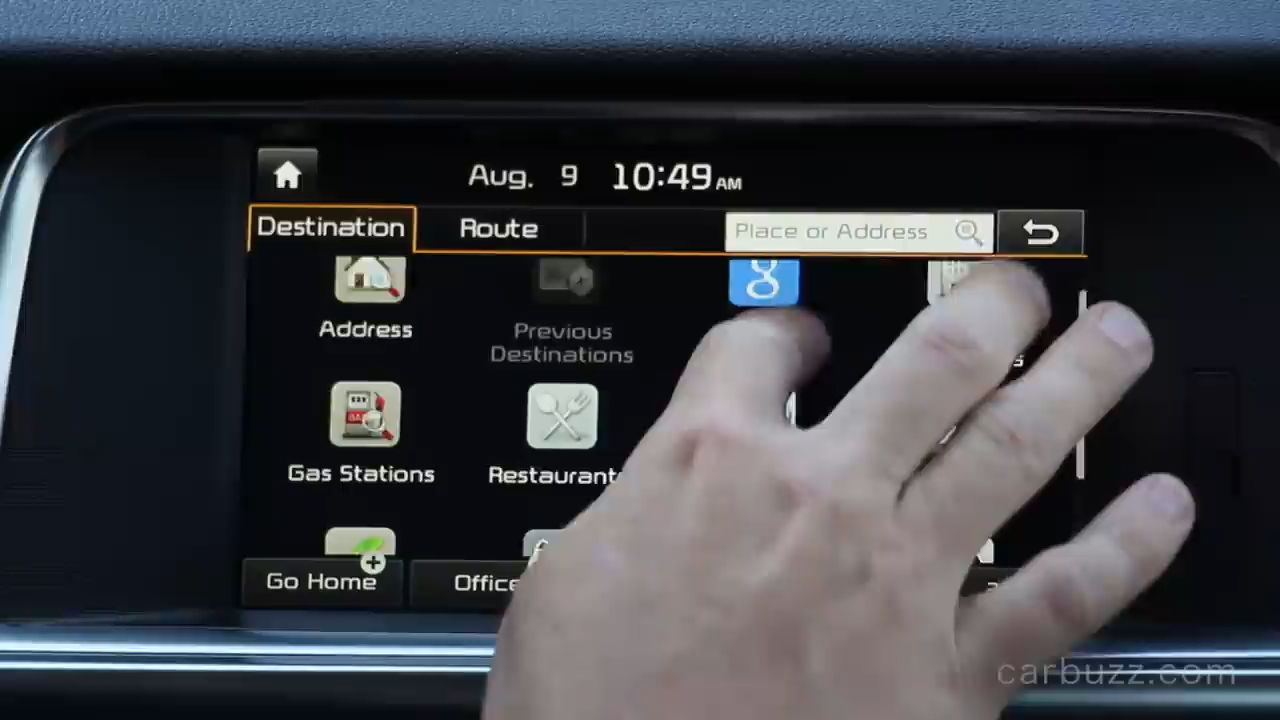 Aug. 9 10:49 AM
Destination
Route
Place or Address
g
Address
Previous
Destinations
Gas Stations
Restaurant
Go Home
Office
carbuzz.com